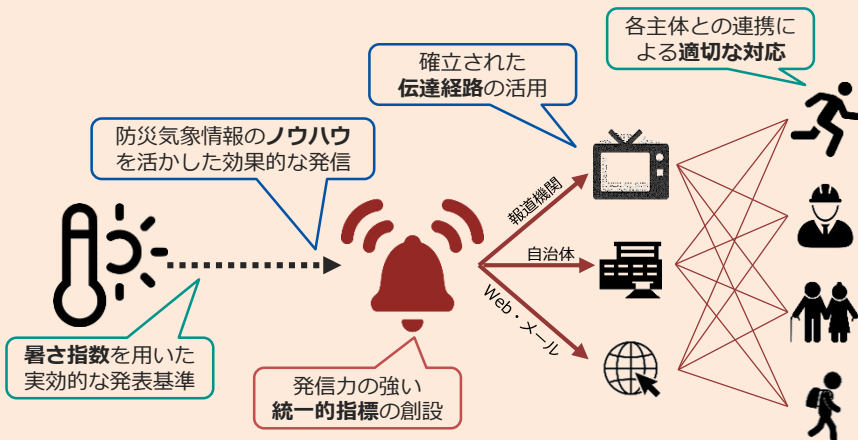 各主体との連携に
よる適切な対応
確立された
伝達経路の活用
防災気象情報のノウハウ
を活かした効果的な発信
報道機関
自治体
Web・メール
暑さ指数を用いた
実効的な発表基準
発信力の強い
統一的指標の創設